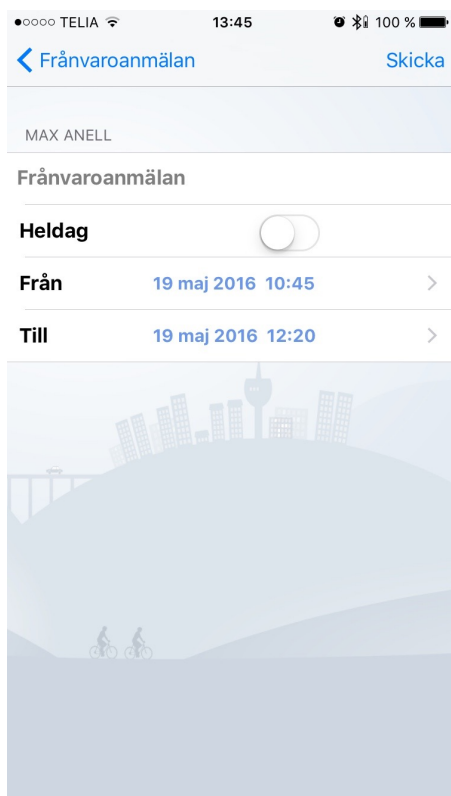 TELIA 13:45 100 %
Frånvaroanmälan Skicka
MAX ANELL
Frånvaroanmälan
Heldag
Från 19 maj 2016 10:45
Till 19 maj 2016 12:20